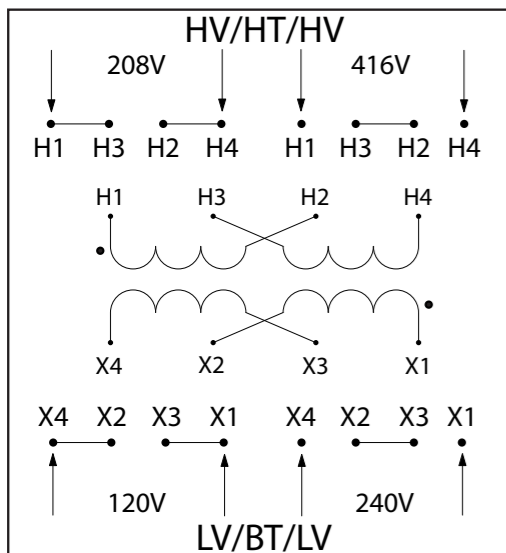 HV/HT/HV
208V 416V
H1 H3 H2 H4 H1 H3 H2 H4
H1 H3 H2 H4
X4 X2 X3 X1
X4 X2 X3 X1 X4 X2 X3 X1
120V 240V
LV/BT/LV